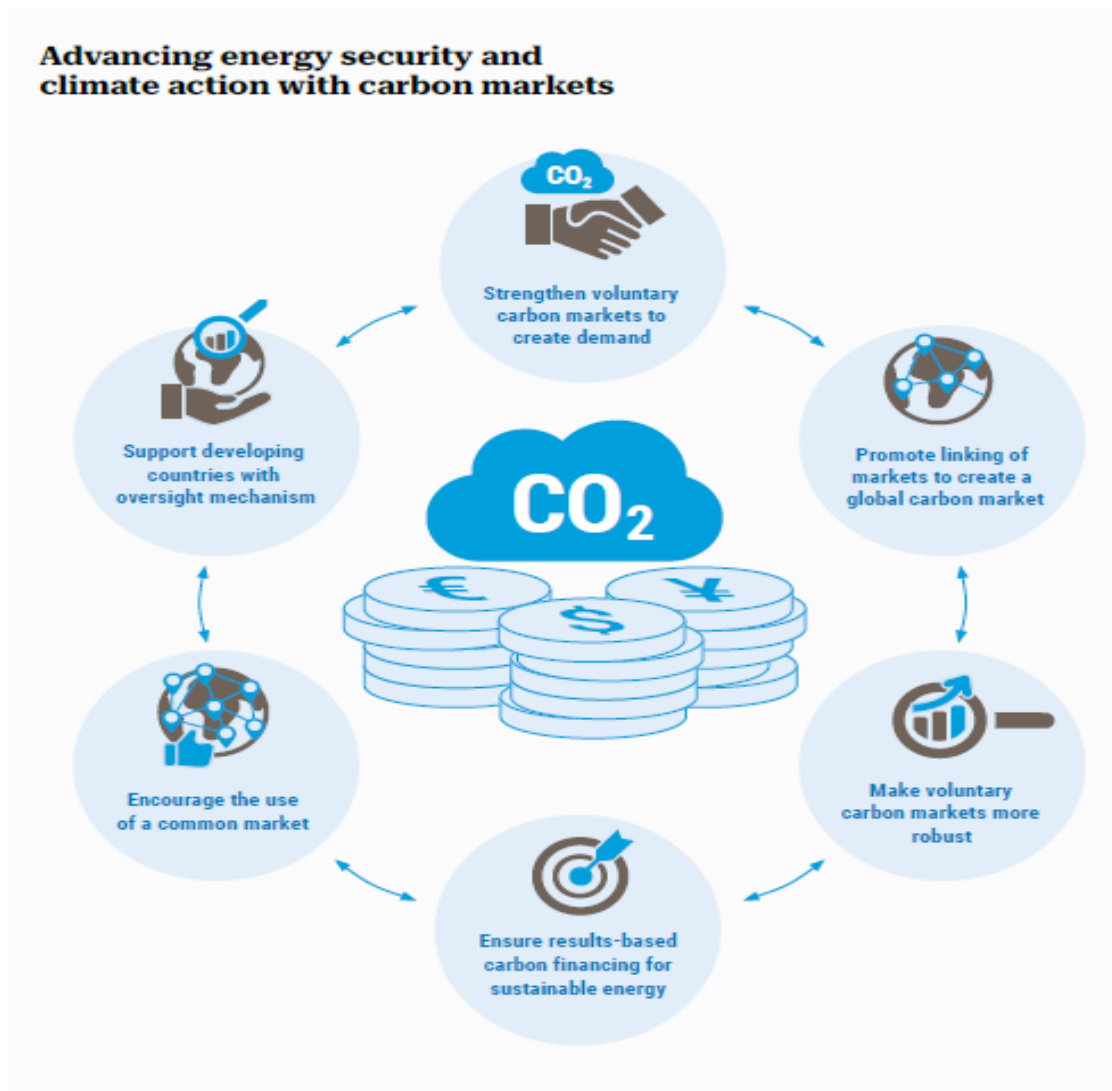 Advancing energy security and
climate action with carbon markets
CO₂
Strengthen voluntary
carbon markets to
create demand
Support developing
countries with
oversight mechanism
Promote linking of
markets to create a
global carbon market
CO₂
€
$
¥
Encourage the use
of a common market
Make voluntary
carbon markets more
robust
Ensure results-based
carbon financing for
sustainable energy